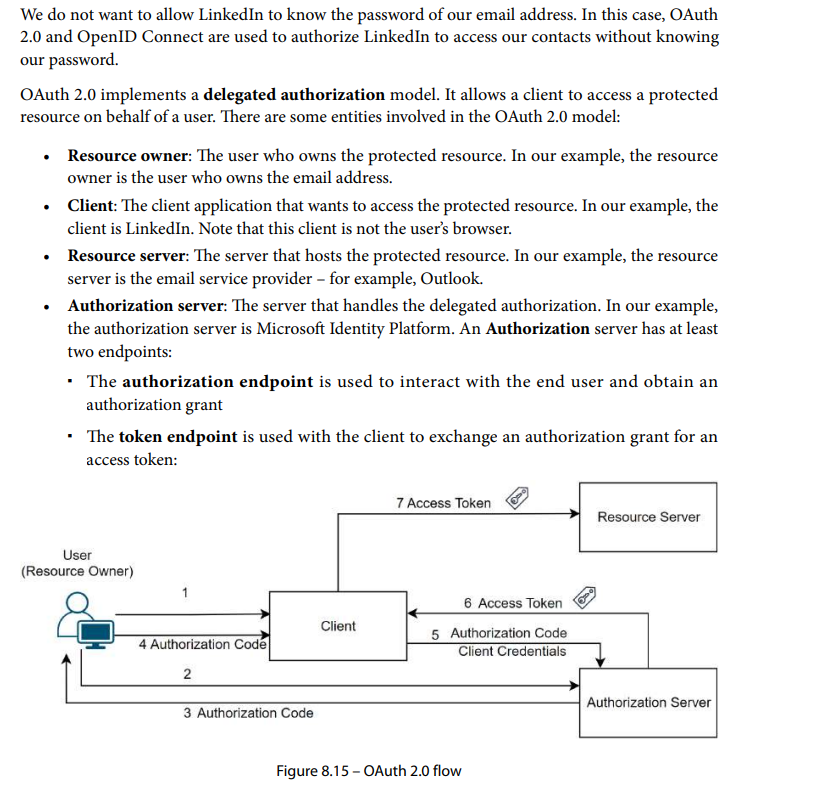 We do not want to allow LinkedIn to know the password of our email address. In this case, OAuth
2.0 and OpenID Connect are used to authorize LinkedIn to access our contacts without knowing
our password.
OAuth 2.0 implements a delegated authorization model. It allows a client to access a protected
resource on behalf of a user. There are some entities involved in the OAuth 2.0 model:
• Resource owner: The user who owns the protected resource. In our example, the resource
owner is the user who owns the email address.
• Client: The client application that wants to access the protected resource. In our example, the
client is LinkedIn. Note that this client is not the user's browser.
• Resource server: The server that hosts the protected resource. In our example, the resource
server is the email service provider – for example, Outlook.
• Authorization server: The server that handles the delegated authorization. In our example,
the authorization server is Microsoft Identity Platform. An Authorization server has at least
two endpoints:
▪ The authorization endpoint is used to interact with the end user and obtain an
authorization grant
▪ The token endpoint is used with the client to exchange an authorization grant for an
access token:
7 Access Token
Resource Server
User
(Resource Owner)
1
6 Access Token
Client
5 Authorization Code
Client Credentials
4 Authorization Code
2
Authorization Server
3 Authorization Code
Figure 8.15 – OAuth 2.0 flow